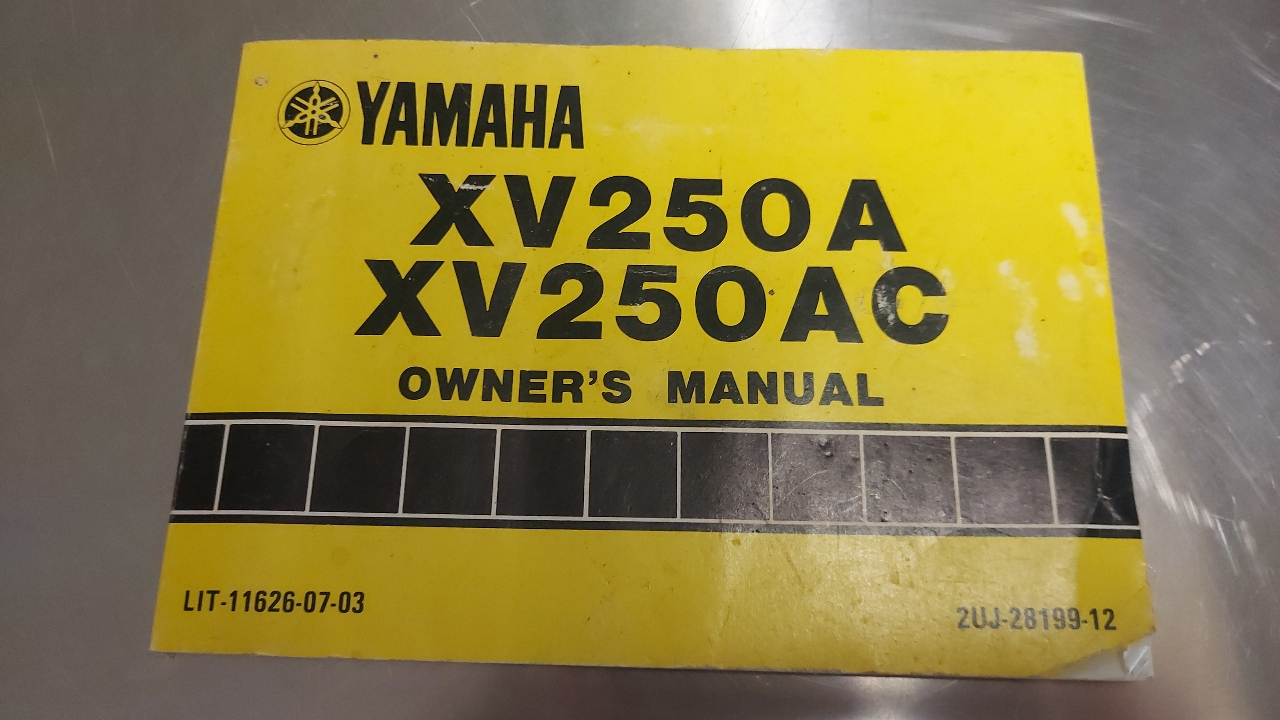 YAMAHA
XV250A
XV250AC
OWNER'S MANUAL
LIT-11626-07-03
2UJ-28199-12